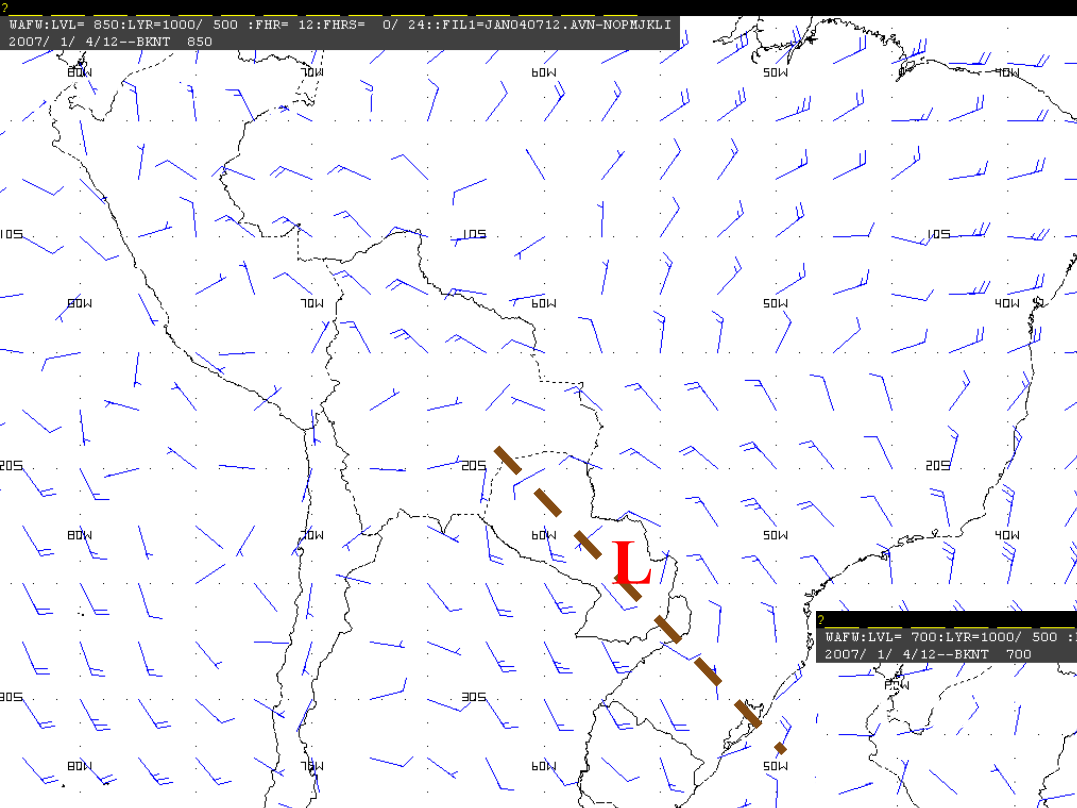 ?
WAFW:LVL= 850:LYR=1000/ 500 :FHR= 12:FHRS=  0/ 24::FIL1=JAN040712.AVN-NOPMJKLI
2007/ 1/ 4/12--BKNT  850
80W 70W 60W 50W 40W
10S 10S 10S
80W 70W 60W 50W 40W
20S 20S 20S
80W 70W 60W 50W 40W
L
?
WAFW:LVL= 700:LYR=1000/ 500 :
2007/ 1/ 4/12--BKNT  700
30S 30S
80W 70W 60W 50W